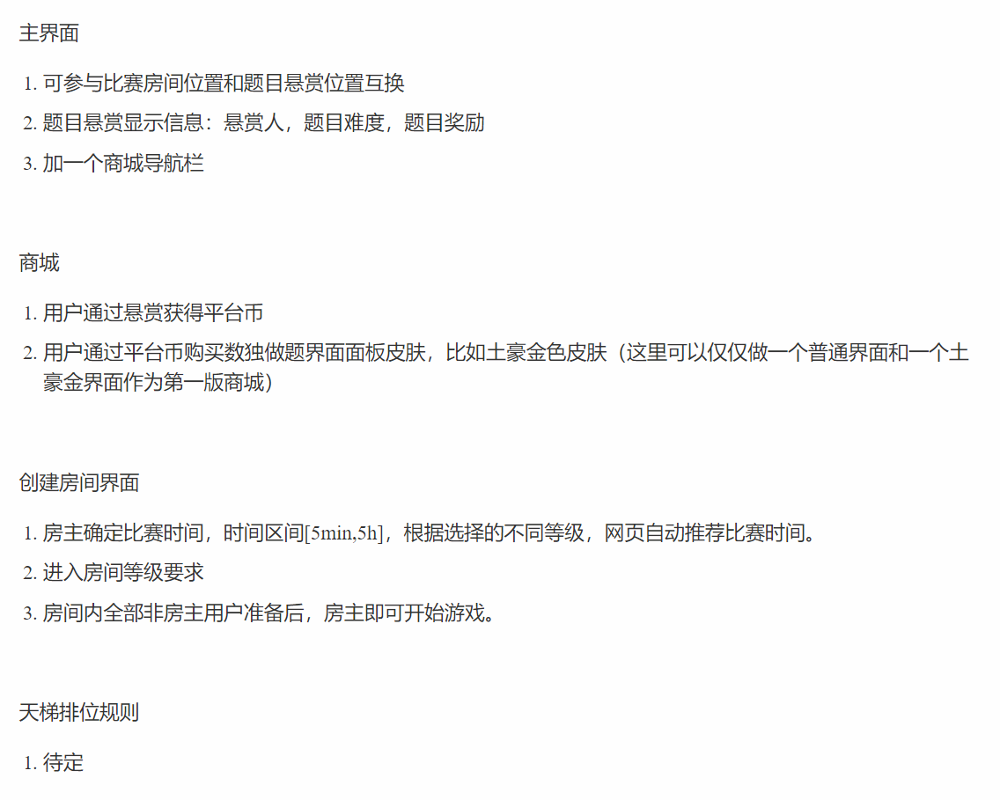 主界面
1. 可参与比赛房间位置和题目悬赏位置互换
2. 题目悬赏显示信息：悬赏人，题目难度，题目奖励
3. 加一个商城导航栏
商城
1. 用户通过悬赏获得平台币
2. 用户通过平台币购买数独做题界面面板皮肤，比如土豪金色皮肤（这里可以仅仅做一个普通界面和一个土
豪金界面作为第一版商城）
创建房间界面
1. 房主确定比赛时间，时间区间[5min,5h]，根据选择的不同等级，网页自动推荐比赛时间。
2. 进入房间等级要求
3. 房间内全部非房主用户准备后，房主即可开始游戏。
天梯排位规则
1. 待定